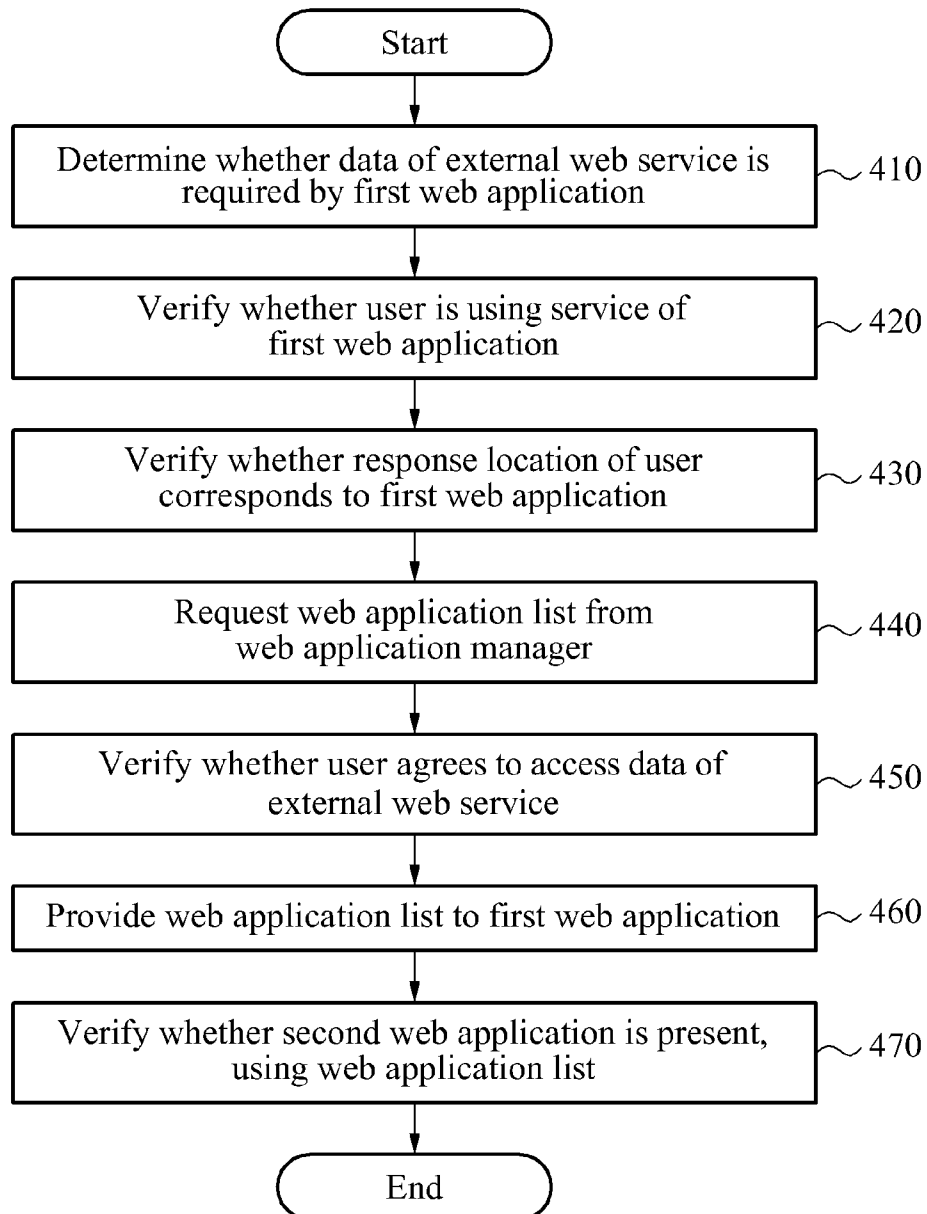 Start
Determine whether data of external web service is
required by first web application
410
Verify whether user is using service of
first web application
420
Verify whether response location of user
corresponds to first web application
430
Request web application list from
web application manager
440
Verify whether user agrees to access data of
external web service
450
Provide web application list to first web application
460
Verify whether second web application is present,
using web application list
470
End